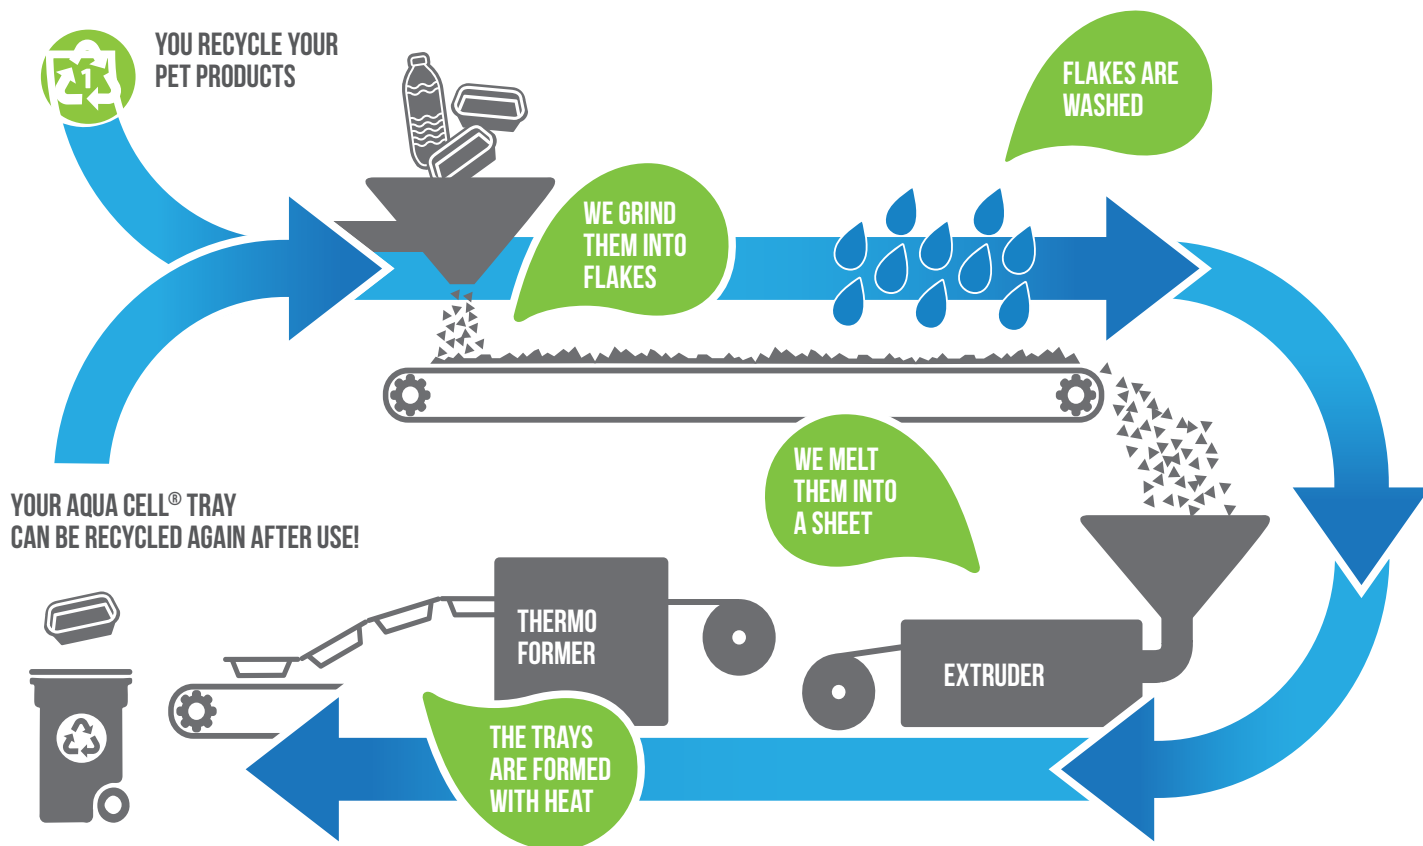 YOU RECYCLE YOUR
PET PRODUCTS
1
FLAKES ARE
WASHED
WE GRIND
THEM INTO
FLAKES
WE MELT
THEM INTO
A SHEET
YOUR AQUA CELL® TRAY
CAN BE RECYCLED AGAIN AFTER USE!
THERMO
FORMER
EXTRUDER
THE TRAYS
ARE FORMED
WITH HEAT